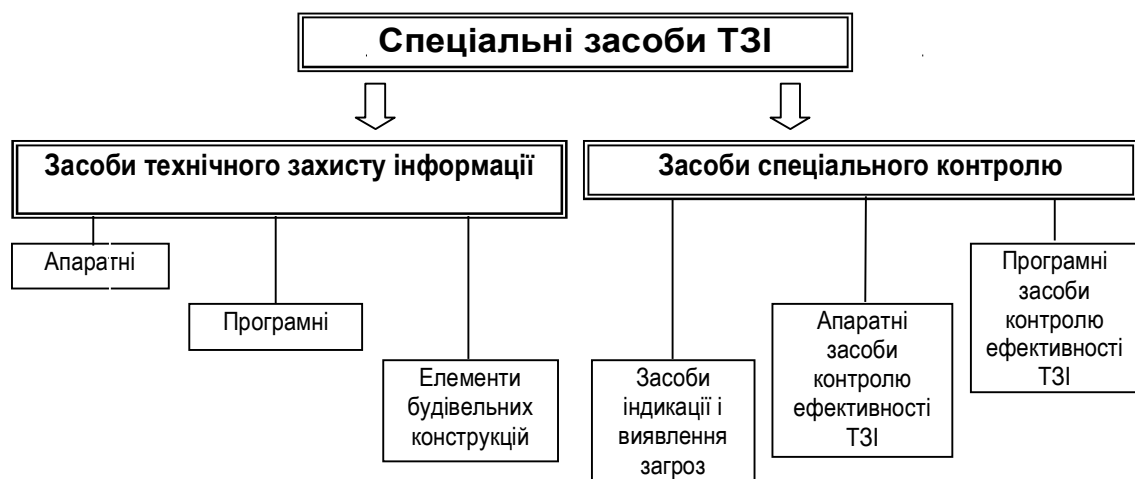 Спеціальні засоби ТЗІ
Засоби технічного захисту інформації
Засоби спеціального контролю
Апаратні
Програмні
Елементи
будівельних
конструкцій
Засоби
індикації і
виявлення
загроз
Апаратні
засоби
контролю
ефективності
ТЗІ
Програмні
засоби
контролю
ефективності
ТЗІ